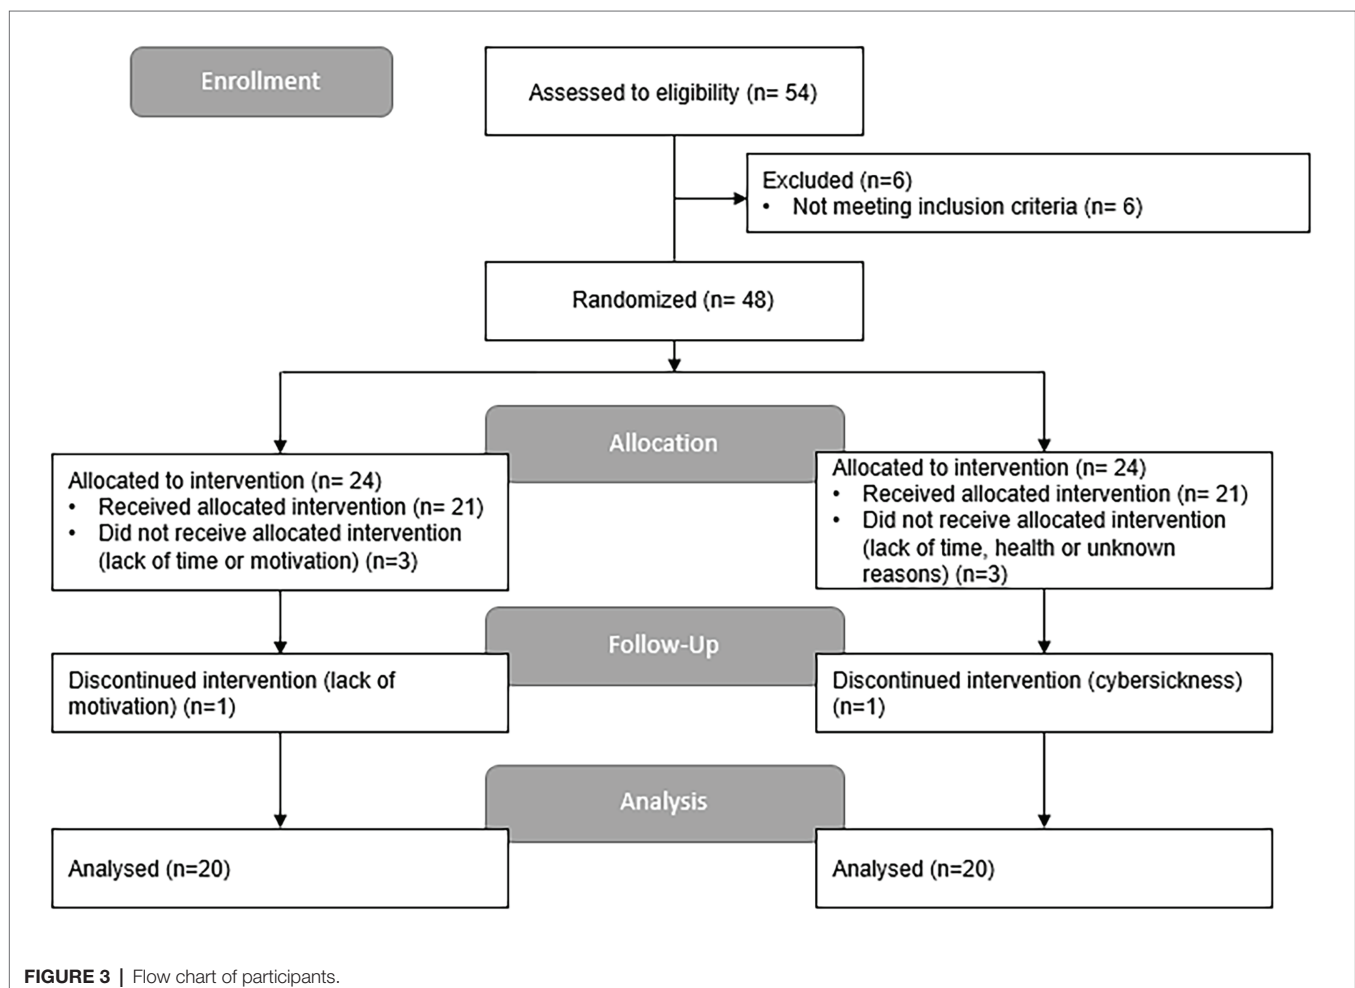 Enrollment
Assessed to eligibility (n= 54)
Excluded (n=6)
• Not meeting inclusion criteria (n= 6)
Randomized (n= 48)
Allocation
Allocated to intervention (n= 24)
• Received allocated intervention (n= 21)
• Did not receive allocated intervention
(lack of time or motivation) (n=3)
Allocated to intervention (n= 24)
• Received allocated intervention (n= 21)
• Did not receive allocated intervention
(lack of time, health or unknown
reasons) (n=3)
Follow-Up
Discontinued intervention (lack of
motivation) (n=1)
Discontinued intervention (cybersickness)
(n=1)
Analysis
Analysed (n=20)
Analysed (n=20)
FIGURE 3 | Flow chart of participants.